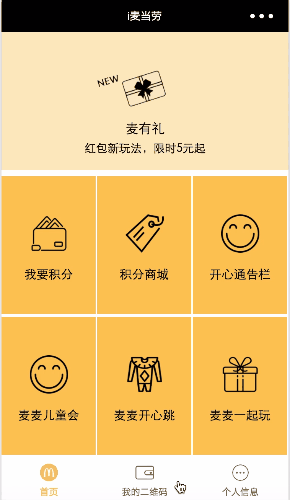 i麦当劳
NEW
麦有礼
红包新玩法，限时5元起
我要积分
积分商城
开心通告栏
麦麦儿童会
麦麦开心跳
麦麦一起玩
首页
我的二维码
个人信息